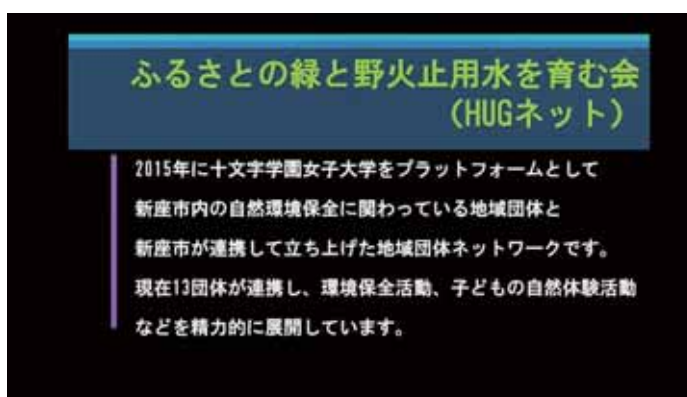 ふるさとの緑と野火止用水を育む会
（HUGネット）
2015年に十文字学園女子大学をプラットフォームとして
新座市内の自然環境保全に関わっている地域団体と
新座市が連携して立ち上げた地域団体ネットワークです。
現在13団体が連携し、環境保全活動、子どもの自然体験活動
などを精力的に展開しています。